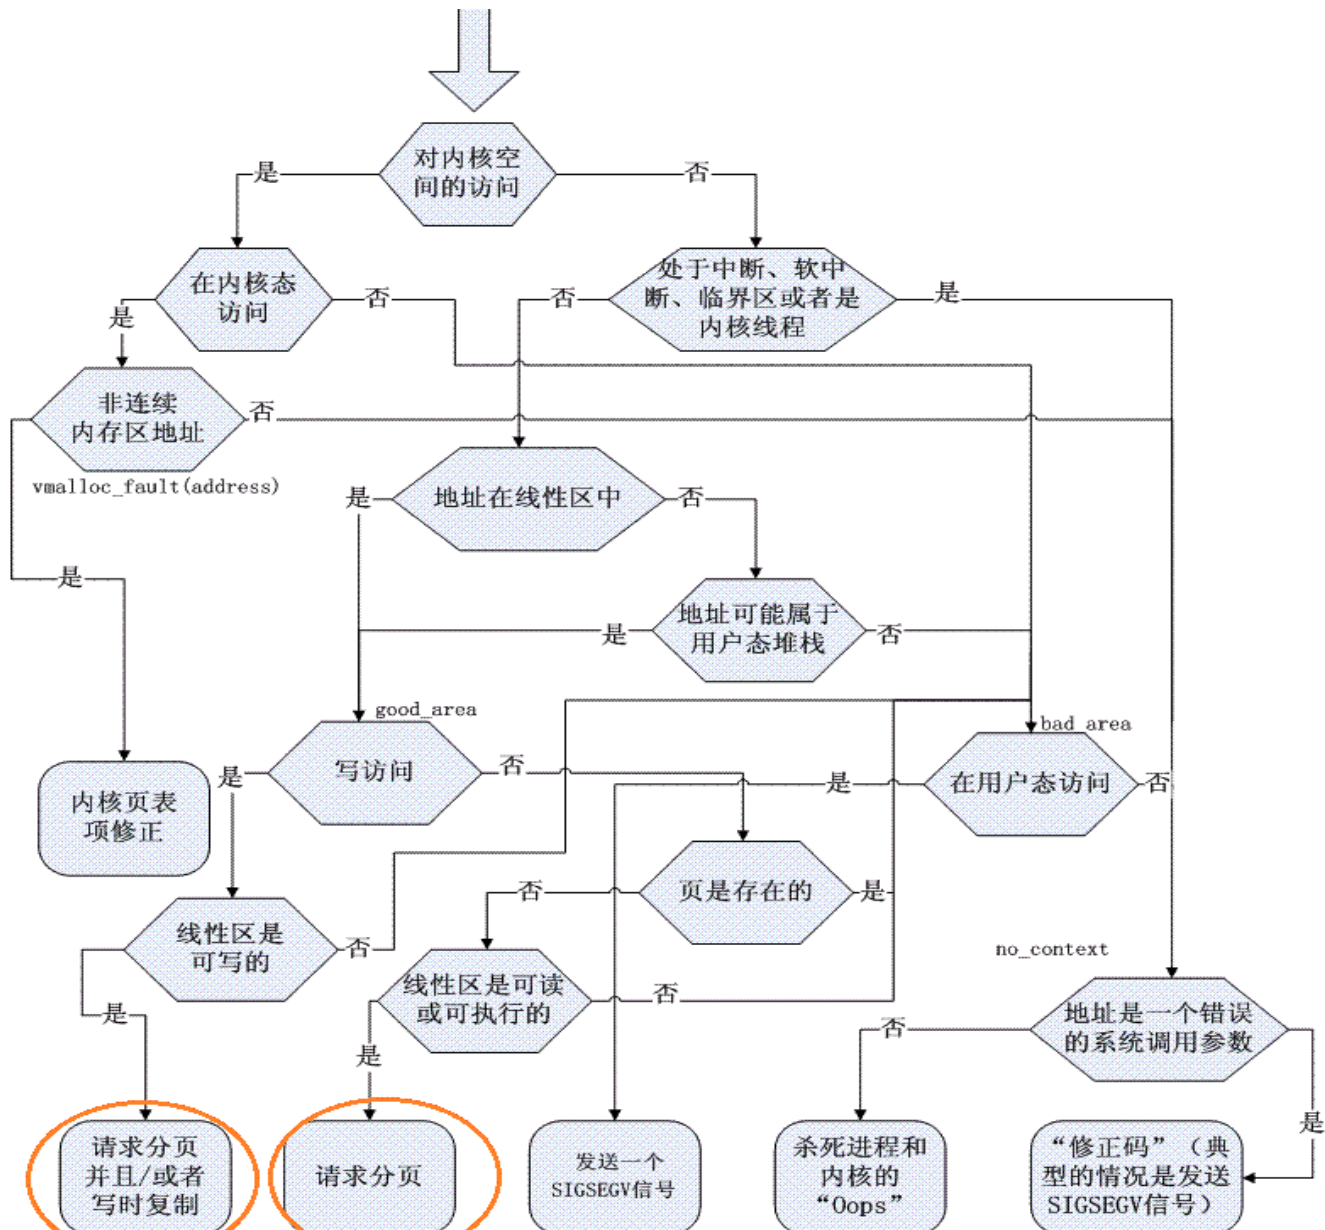 对内核空
间的访问
是
否
在内核态
访问
处于中断、软中
断、临界区或者是
内核线程
是
否
否
是
非连续
内存区地址
否
vmalloc_fault(address)
是
地址在线性区中
否
是
地址可能属于
用户态堆栈
是
否
good_area
bad_area
写访问
是
否
在用户态访问
是
否
内核页表
项修正
页是存在的
否
是
线性区是
可写的
否
no_context
线性区是可读
或可执行的
否
地址是一个错误
的系统调用参数
否
是
是
是
请求分页
并且/或者
写时复制
请求分页
发送一个
SIGSEGV信号
杀死进程和
内核的
“Oops”
“修正码”（典
型的情况是发送
SIGSEGV信号）